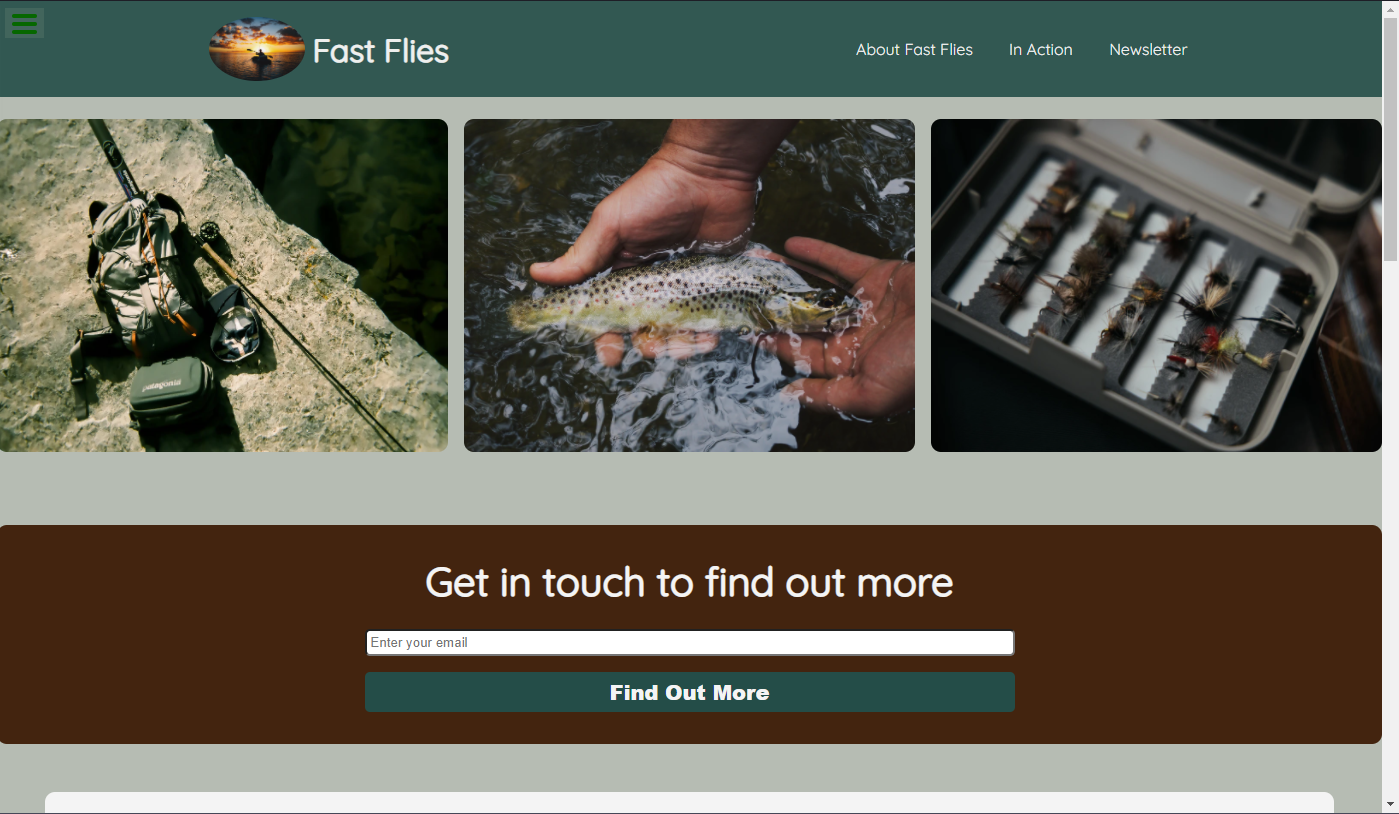 Fast Flies
About Fast Flies
In Action
Newsletter
patagonia
Get in touch to find out more
Enter your email
Find Out More